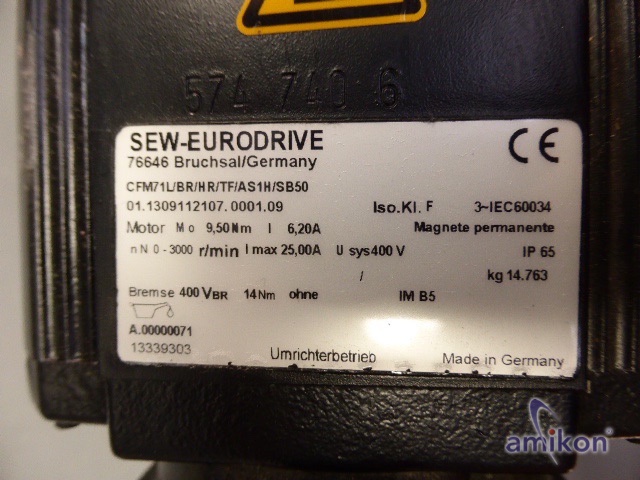 574 740 6
SEW-EURODRIVE CE
76646 Bruchsal/Germany
CFM71L/BR/HR/TF/AS1H/SB50
01.1309112107.0001.09 Iso.Kl. F 3~IEC60034
Motor Mo 9,50Nm I 6,20A Magnete permanente
nN 0-3000 r/min I max 25,00A U sys400 V IP 65
/ kg 14.763
Bremse 400 VBR 14Nm ohne IM B5
A.00000071
13339303 Umrichterbetrieb Made in Germany
amikon®